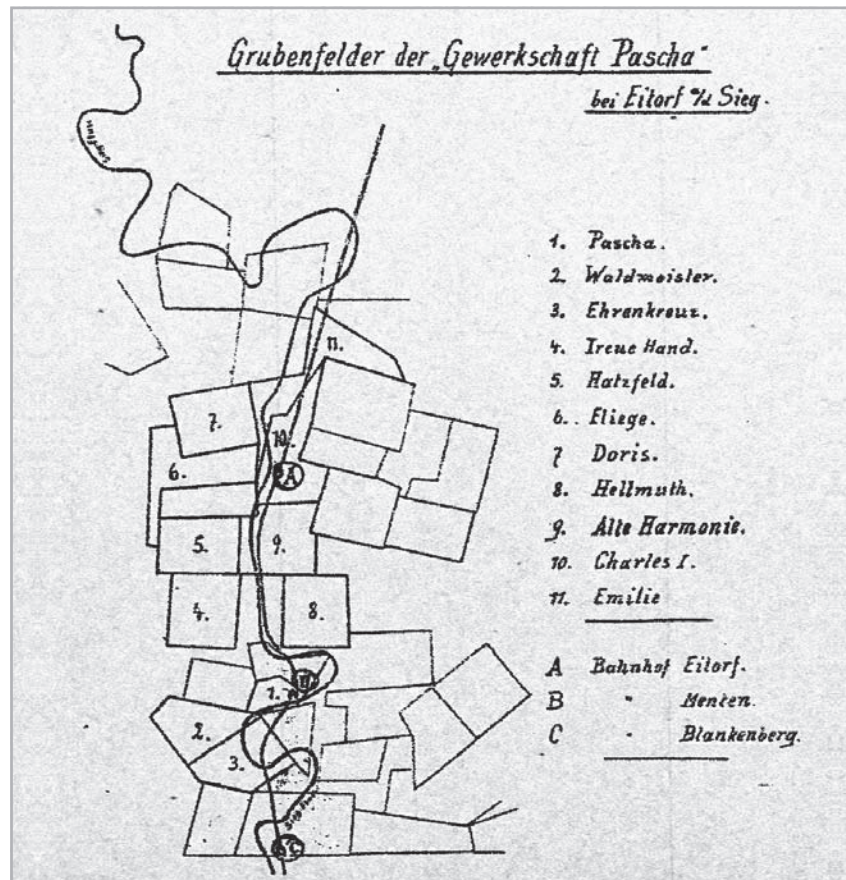 Grubenfelder der „Gewerkschaft Pascha"
bei Eitorf a/d Sieg.
1. Pascha.
2. Waldmeister.
3. Ehrenkreuz.
4. Treue Hand.
5. Hatzfeld.
6. Fliege.
7 Doris.
8. Hellmuth.
9. Alte Harmonie.
10. Charles I.
11. Emilie
A Bahnhof Eitorf.
B " Menten.
C " Blankenberg.
11.
7.
10.
A
6.
5.
9.
4.
8.
B
1.
2.
3.
C